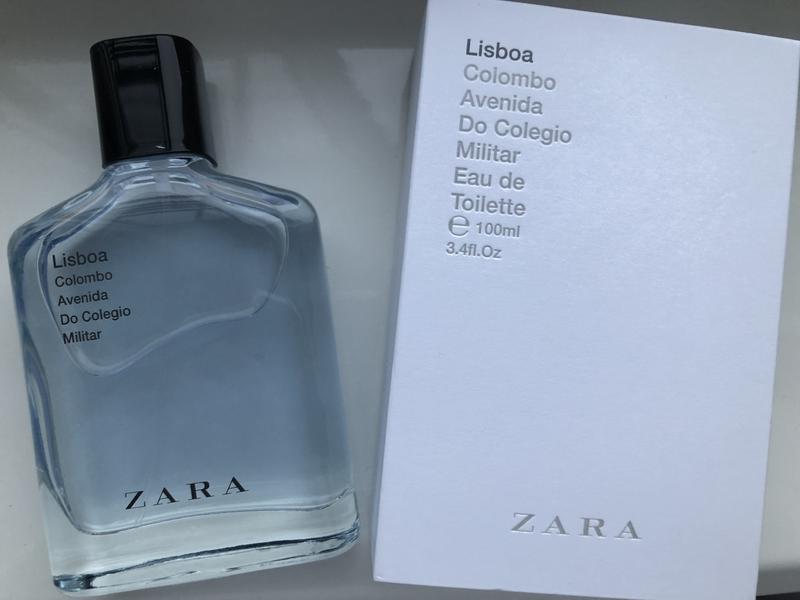 Lisboa
Colombo
Avenida
Do Colegio
Militar
ZARA
Lisboa
Colombo
Avenida
Do Colegio
Militar
Eau de
Toilette
℮ 100ml
3.4fl.Oz
ZARA